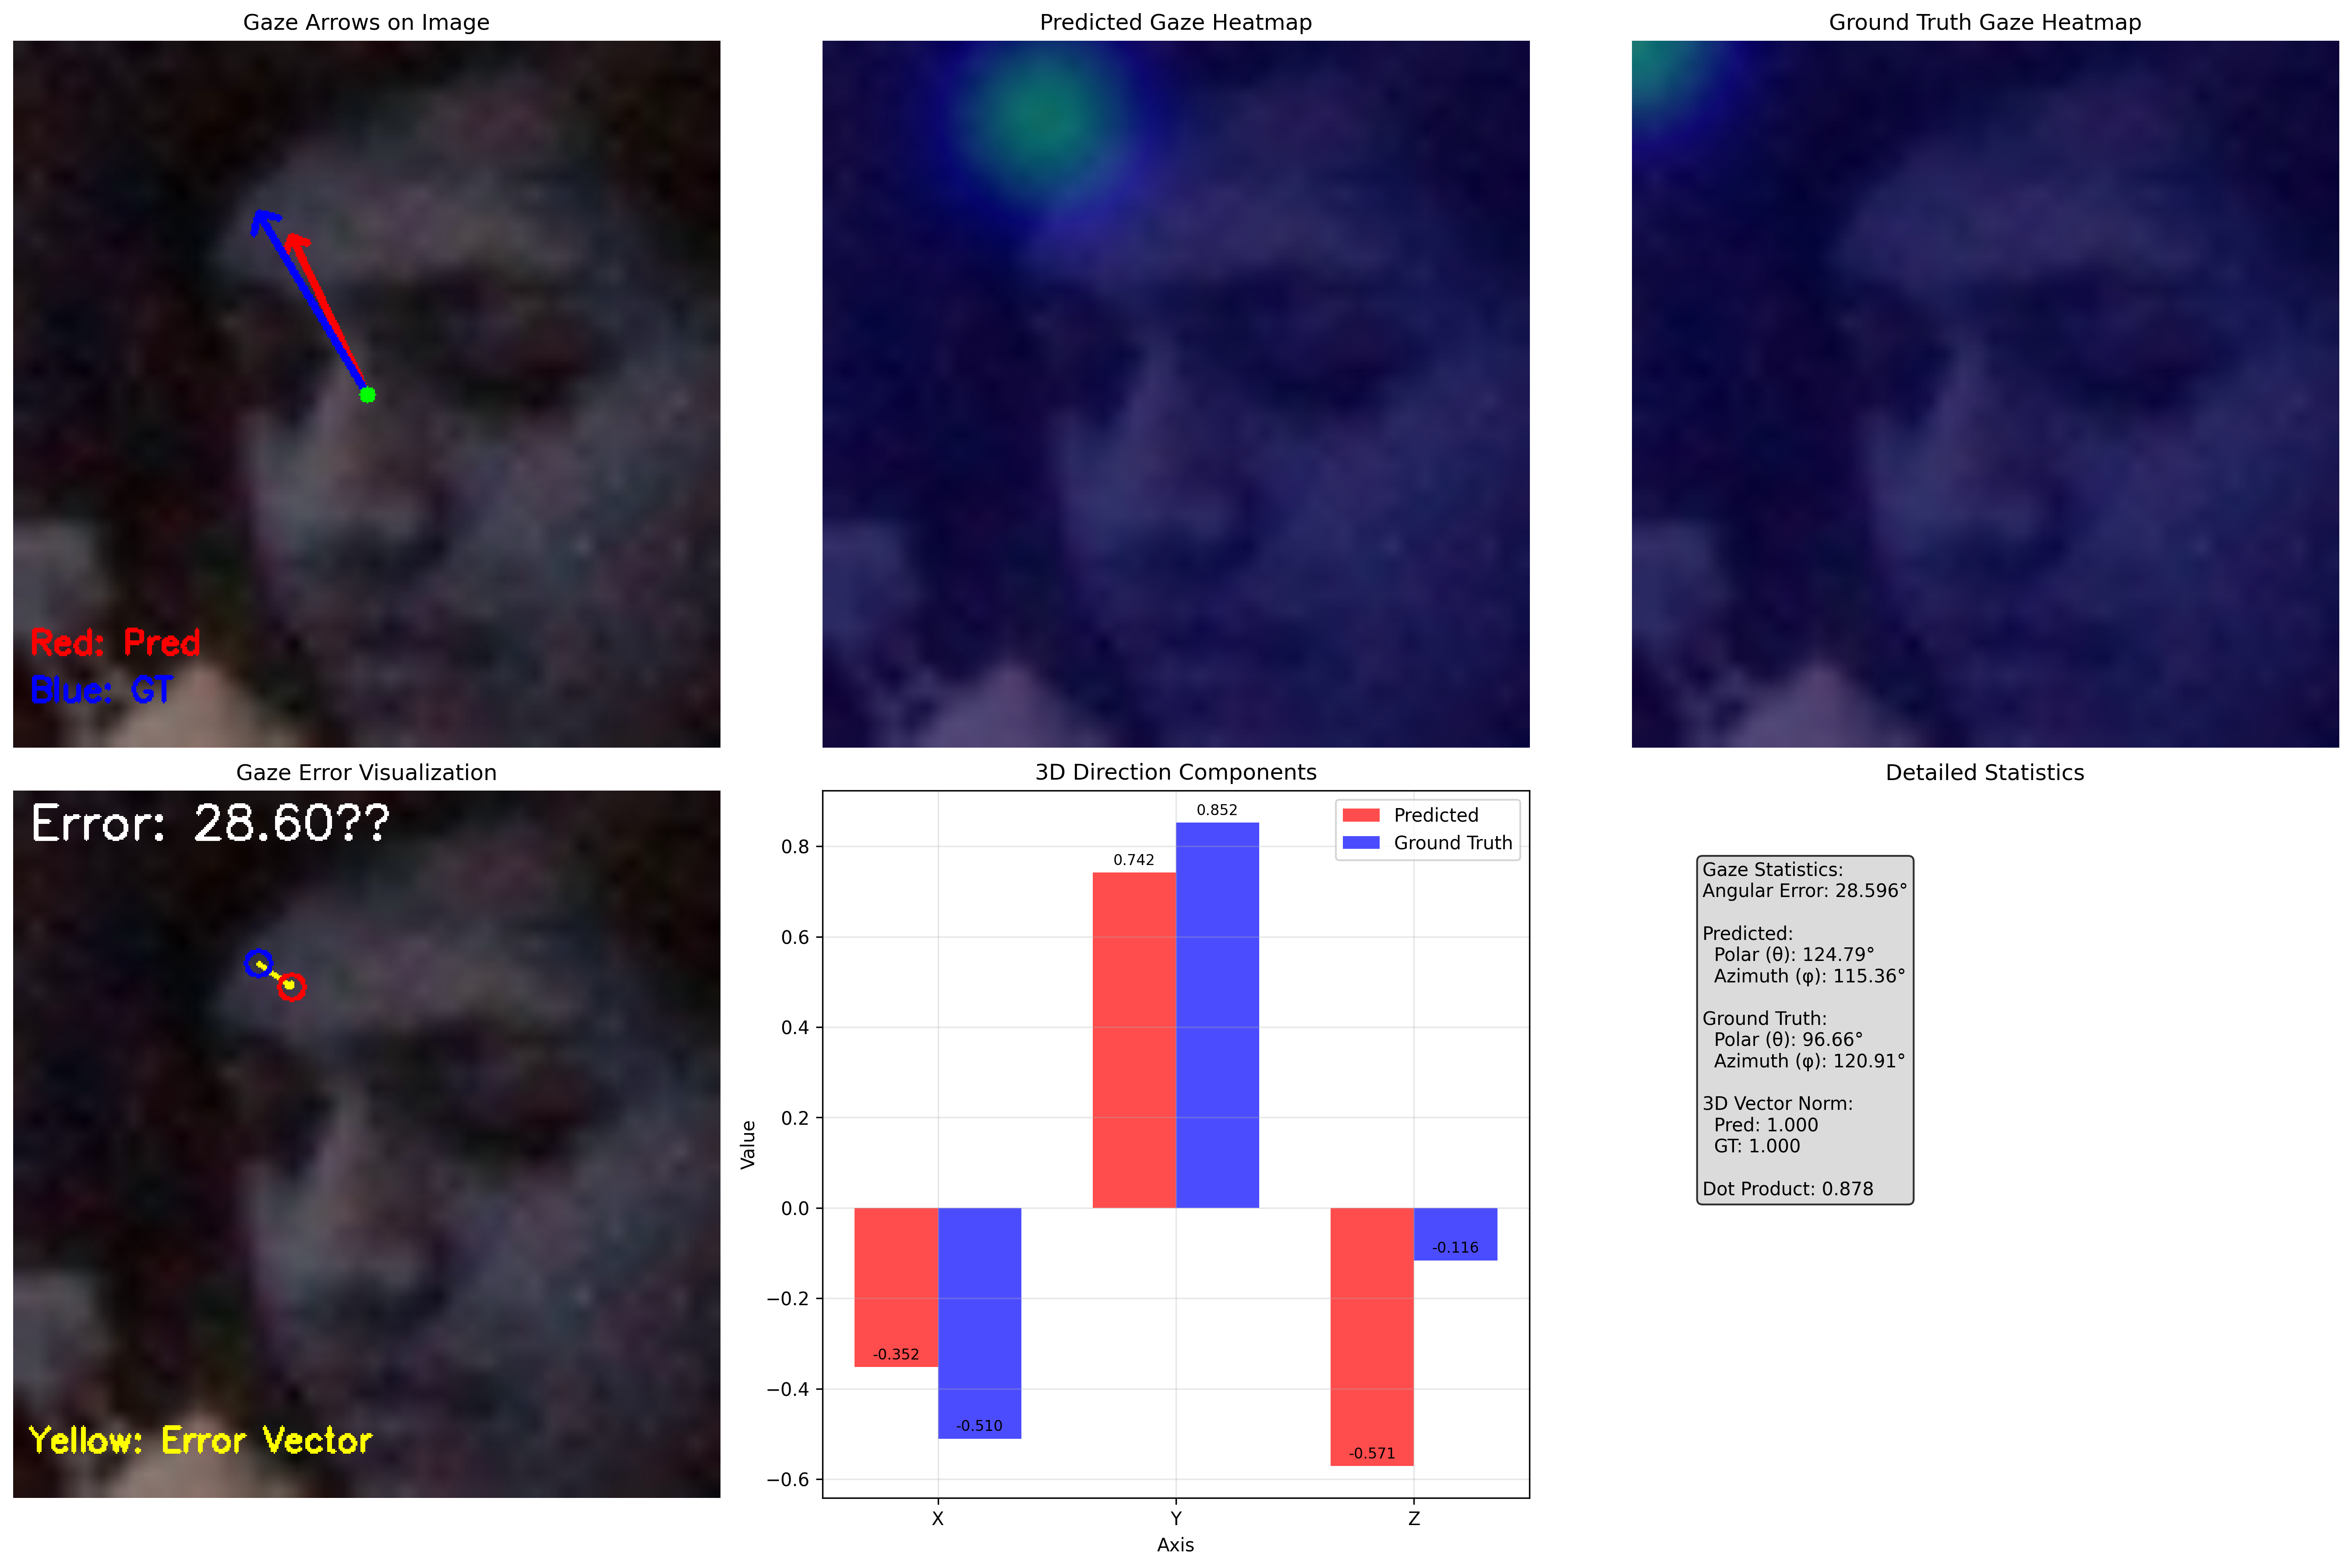 Gaze Arrows on Image
Red: Pred
Blue: GT
Predicted Gaze Heatmap
Ground Truth Gaze Heatmap
Gaze Error Visualization
Error: 28.60??
Yellow: Error Vector
3D Direction Components
Predicted
Ground Truth
0.8
0.6
0.4
0.2
0.0
−0.2
−0.4
−0.6
Value
-0.352
-0.510
0.742
0.852
-0.571
-0.116
X Y Z
Axis
Detailed Statistics
Gaze Statistics:
Angular Error: 28.596°
Predicted:
Polar (θ): 124.79°
Azimuth (φ): 115.36°
Ground Truth:
Polar (θ): 96.66°
Azimuth (φ): 120.91°
3D Vector Norm:
Pred: 1.000
GT: 1.000
Dot Product: 0.878